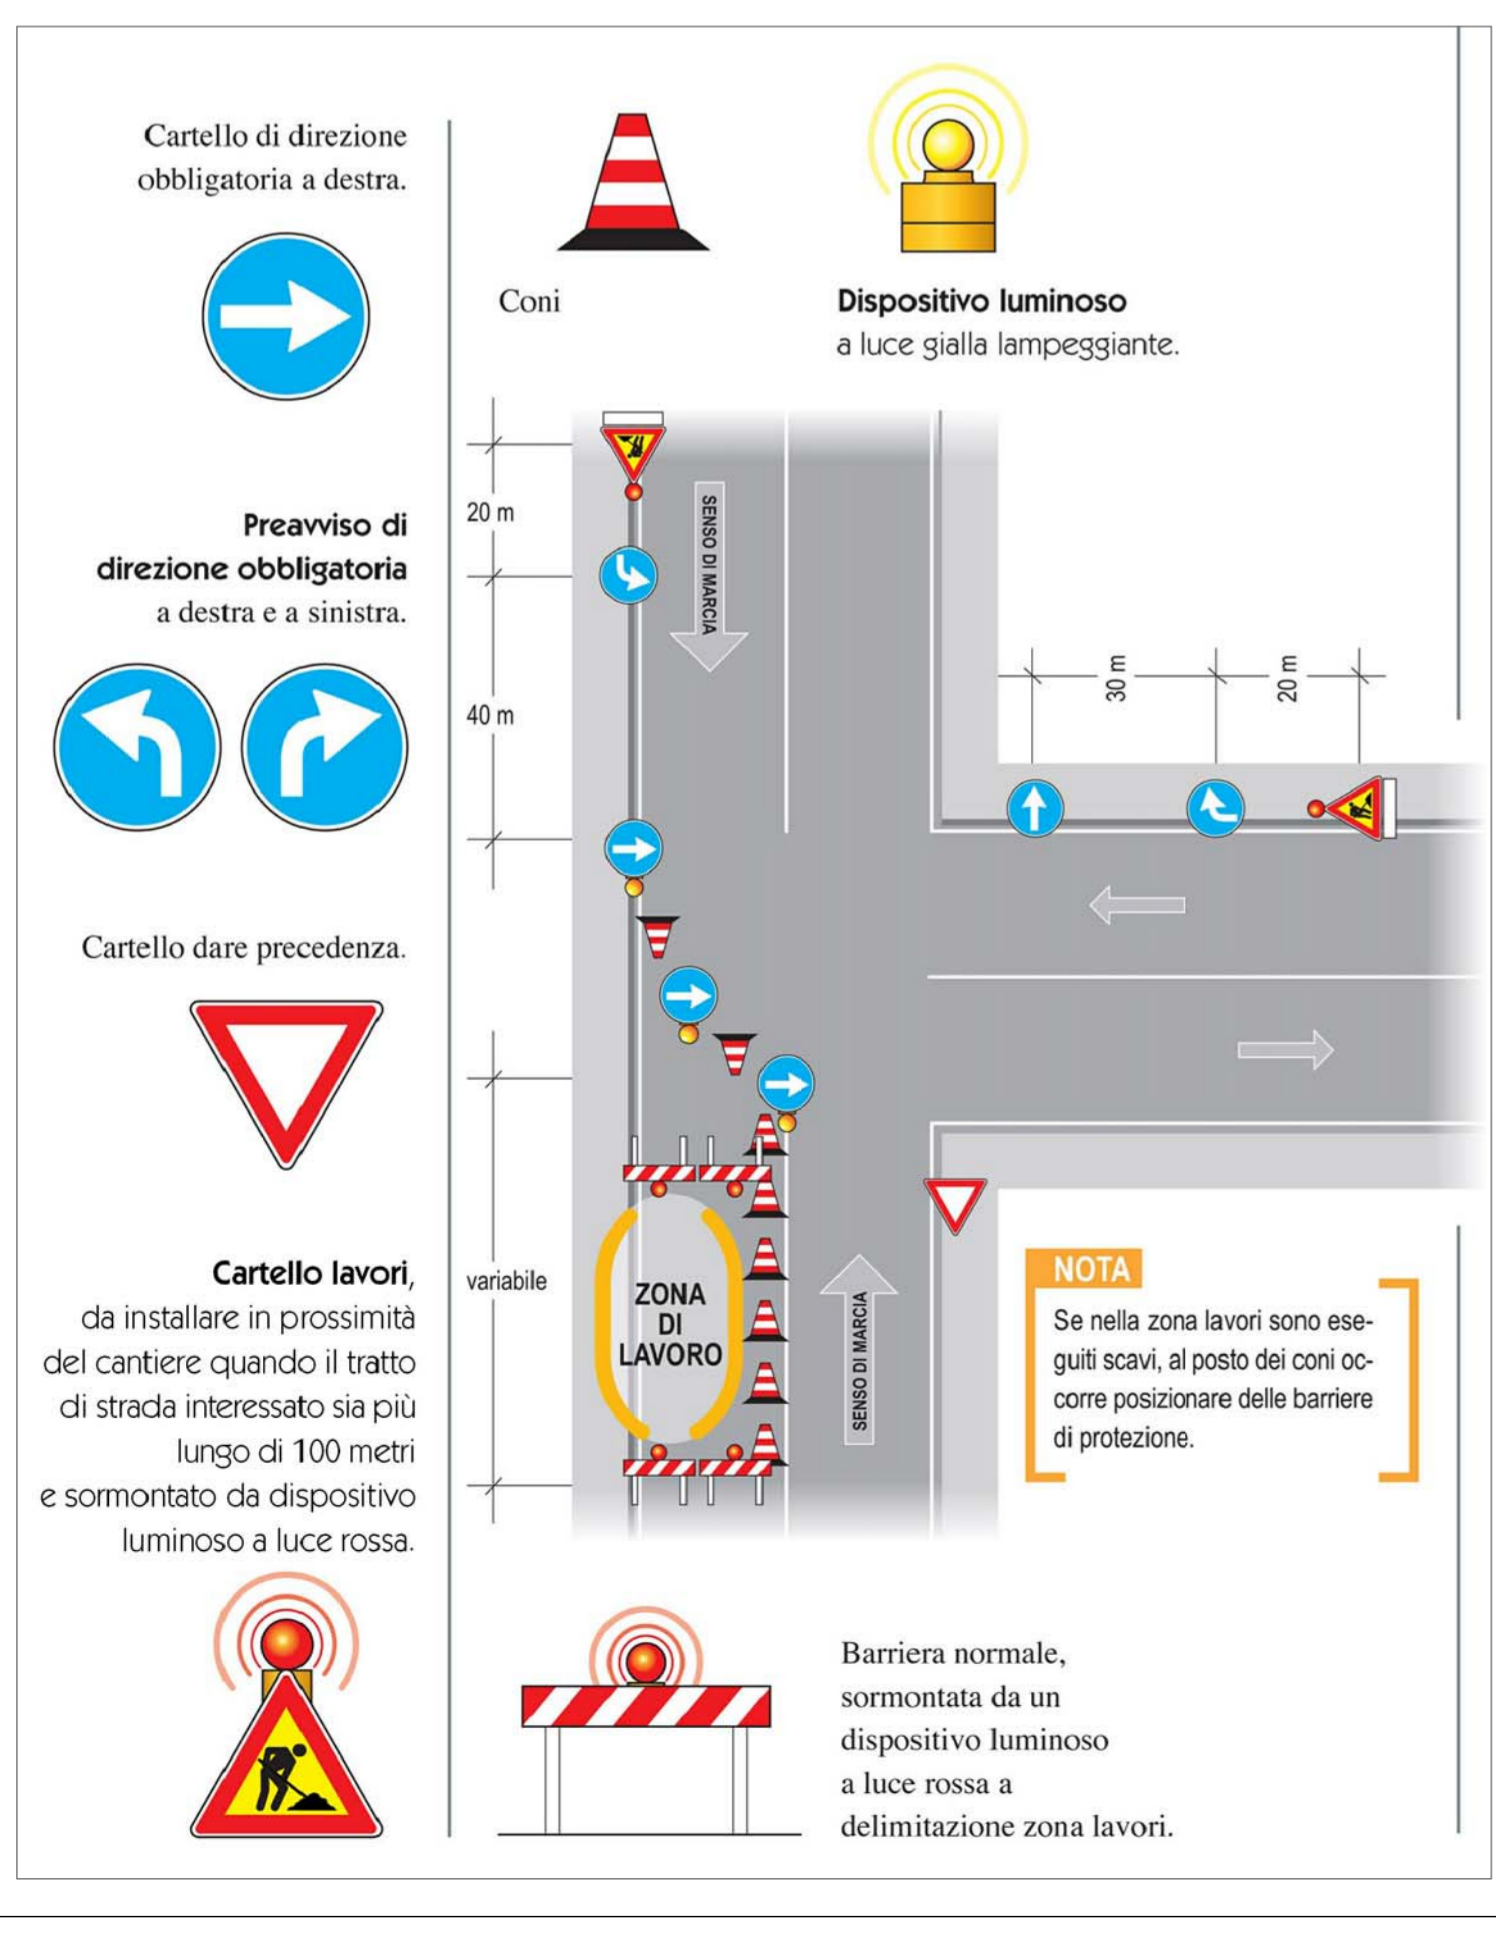 Cartello di direzione
obbligatoria a destra.
Coni
Dispositivo luminoso
a luce gialla lampeggiante.
Preavviso di
direzione obbligatoria
a destra e a sinistra.
20 m
SENSO DI MARCIA
40 m
30 m
20 m
Cartello dare precedenza.
Cartello lavori,
da installare in prossimità
del cantiere quando il tratto
di strada interessato sia più
lungo di 100 metri
e sormontato da dispositivo
luminoso a luce rossa.
variabile
ZONA
DI
LAVORO
SENSO DI MARCIA
NOTA
Se nella zona lavori sono ese-
guiti scavi, al posto dei coni oc-
corre posizionare delle barriere
di protezione.
Barriera normale,
sormontata da un
dispositivo luminoso
a luce rossa a
delimitazione zona lavori.